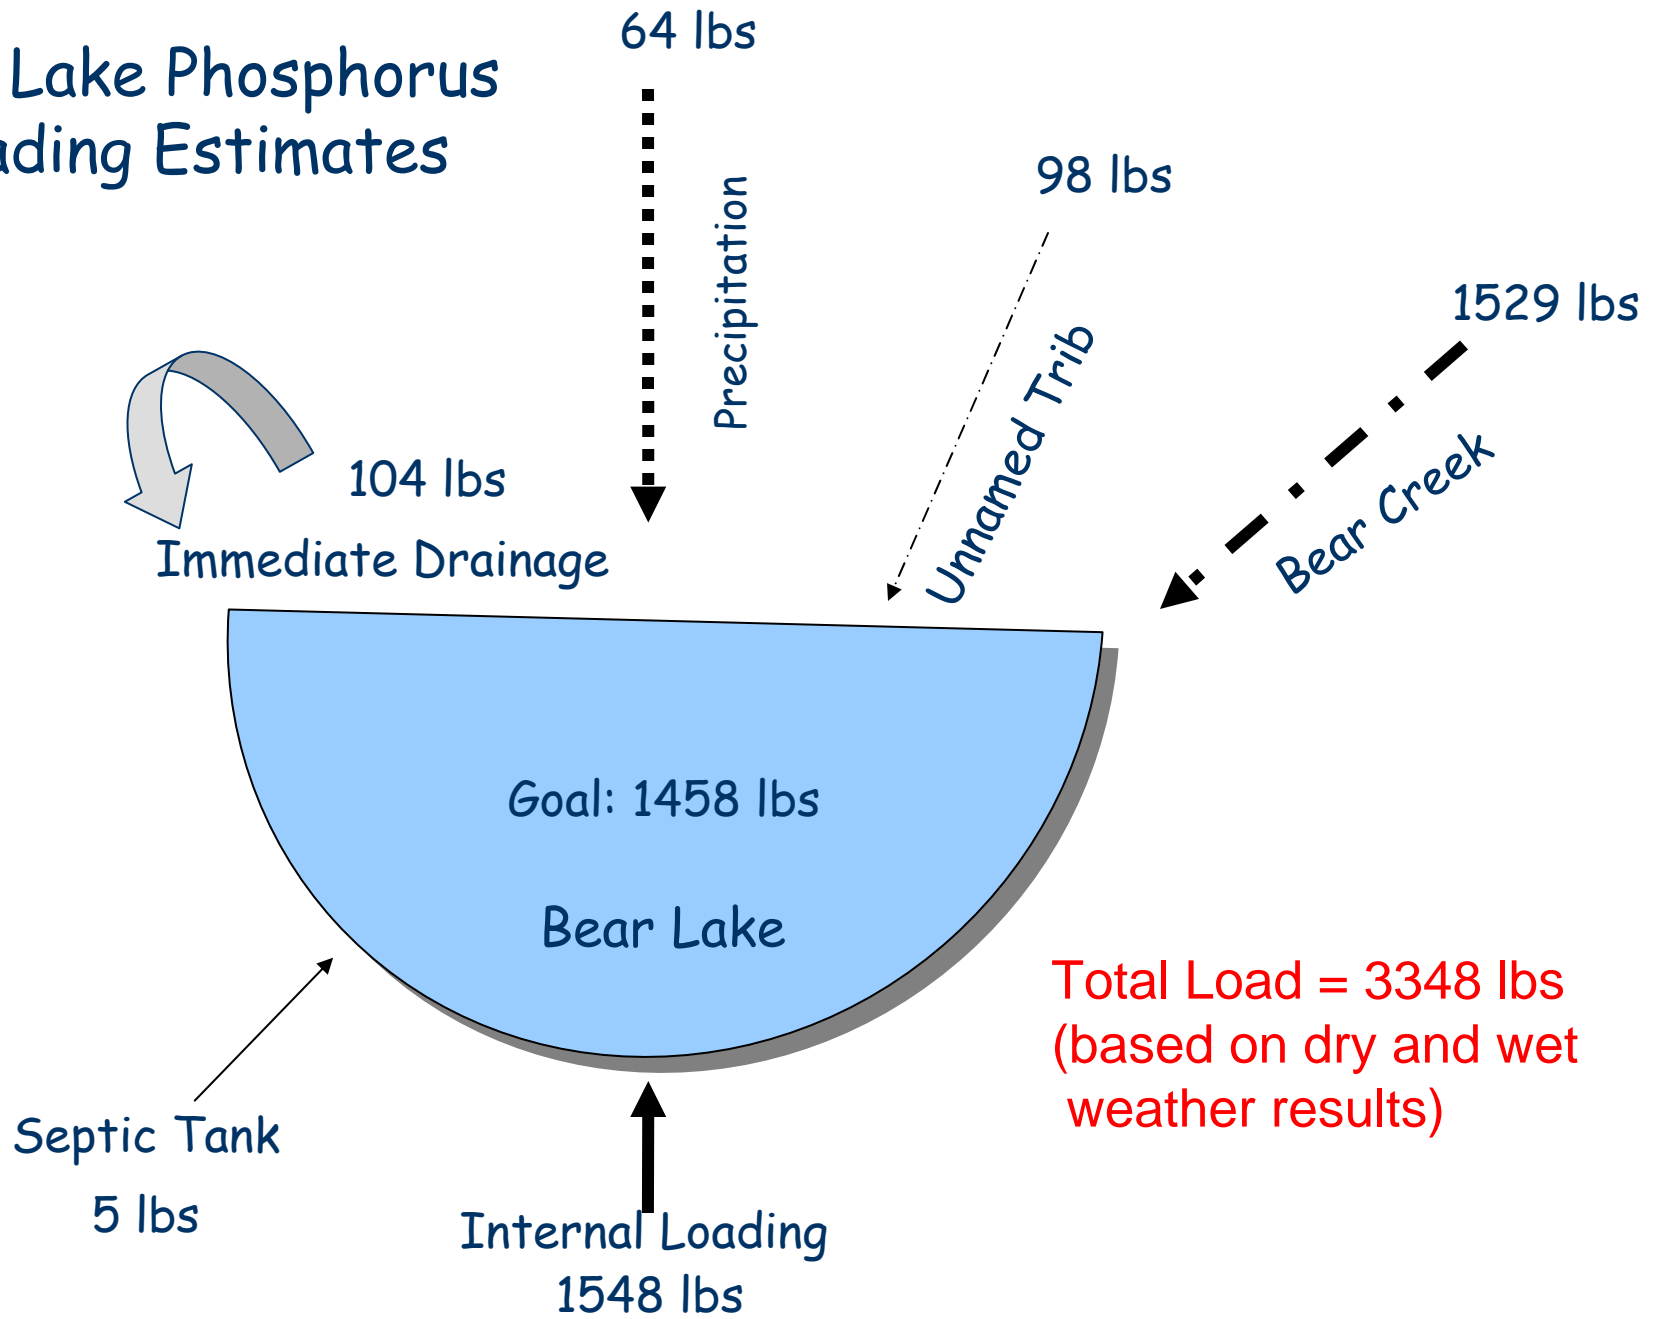 Lake Phosphorus
ading Estimates
64 lbs
Precipitation
98 lbs
Unnamed Trib
1529 lbs
Bear Creek
104 lbs
Immediate Drainage
Goal: 1458 lbs
Bear Lake
Total Load = 3348 lbs
(based on dry and wet
weather results)
Septic Tank
5 lbs
Internal Loading
1548 lbs